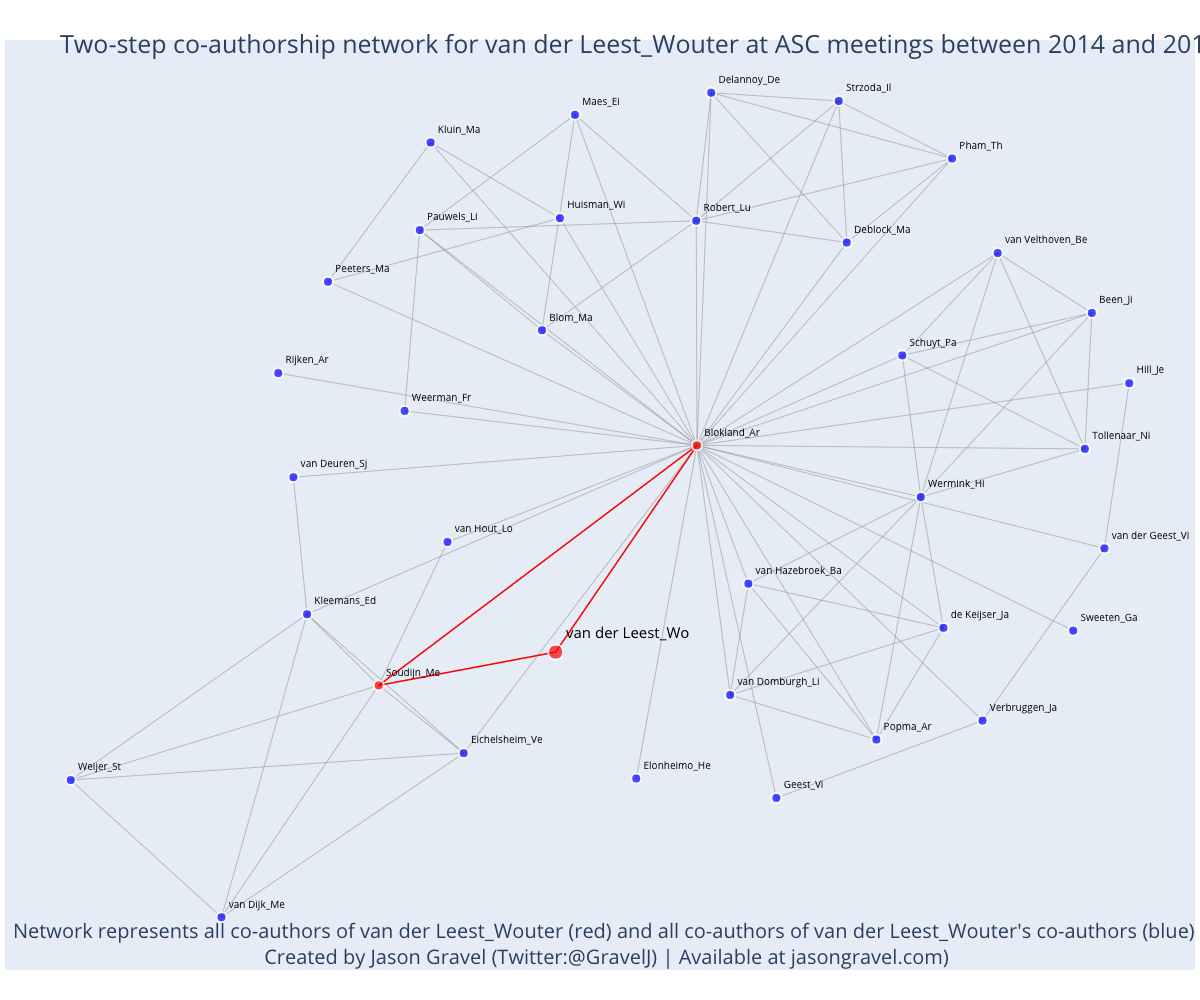 Two-step co-authorship network for van der Leest_Wouter at ASC meetings between 2014 and 201
Delannoy_De
Strzoda_Il
Maes_Ei
Kluin_Ma
Pham_Th
Huisman_Wi
Robert_Lu
Pauwels_Li
Deblock_Ma
van Velthoven_Be
Peeters_Ma
Been_Ji
Blom_Ma
Schuyt_Pa
Rijken_Ar
Hill_Je
Weerman_Fr
Blokland_Ar
Tollenaar_Ni
van Deuren_Sj
Wermink_Hi
van Hout_Lo
van der Geest_Vi
van Hazebroek_Ba
Kleemans_Ed
de Keijser_Ja
Sweeten_Ga
van der Leest_Wo
Soudijn_Me
van Domburgh_Li
Verbruggen_Ja
Popma_Ar
Eichelsheim_Ve
Weijer_St
Elonheimo_He
Geest_Vi
van Dijk_Me
Network represents all co-authors of van der Leest_Wouter (red) and all co-authors of van der Leest_Wouter's co-authors (blue)
Created by Jason Gravel (Twitter:@GravelJ) | Available at jasongravel.com)